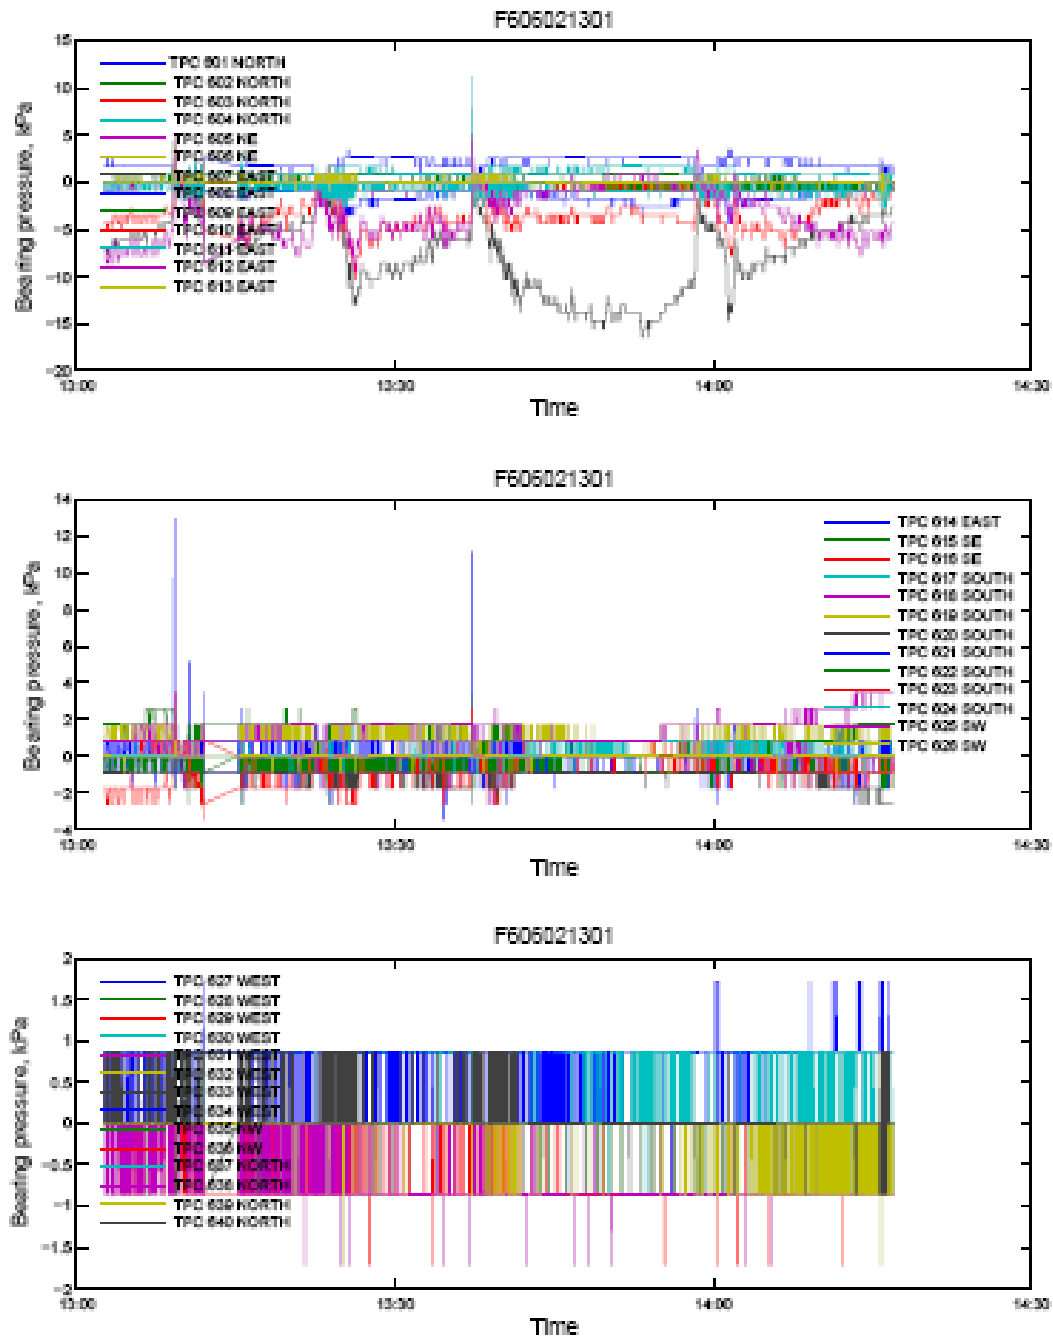 F606021301
15
10
5
0
−5
−10
−15
−20
Bearing pressure, kPa
TPC 601 NORTH
TPC 602 NORTH
TPC 603 NORTH
TPC 604 NORTH
TPC 605 NE
TPC 606 NE
TPC 607 EAST
TPC 608 EAST
TPC 609 EAST
TPC 610 EAST
TPC 611 EAST
TPC 612 EAST
TPC 613 EAST
13:00 13:30 14:00 14:30
Time
F606021301
14
12
10
8
6
4
2
0
−2
−4
Bearing pressure, kPa
TPC 614 EAST
TPC 615 SE
TPC 616 SE
TPC 617 SOUTH
TPC 618 SOUTH
TPC 619 SOUTH
TPC 620 SOUTH
TPC 621 SOUTH
TPC 622 SOUTH
TPC 623 SOUTH
TPC 624 SOUTH
TPC 625 SW
TPC 626 SW
13:00 13:30 14:00 14:30
Time
F606021301
2
1.5
1
0.5
0
−0.5
−1
−1.5
−2
Bearing pressure, kPa
TPC 627 WEST
TPC 628 WEST
TPC 629 WEST
TPC 630 WEST
TPC 631 WEST
TPC 632 WEST
TPC 633 WEST
TPC 634 WEST
TPC 635 NW
TPC 636 NW
TPC 637 NORTH
TPC 638 NORTH
TPC 639 NORTH
TPC 640 NORTH
13:00 13:30 14:00 14:30
Time